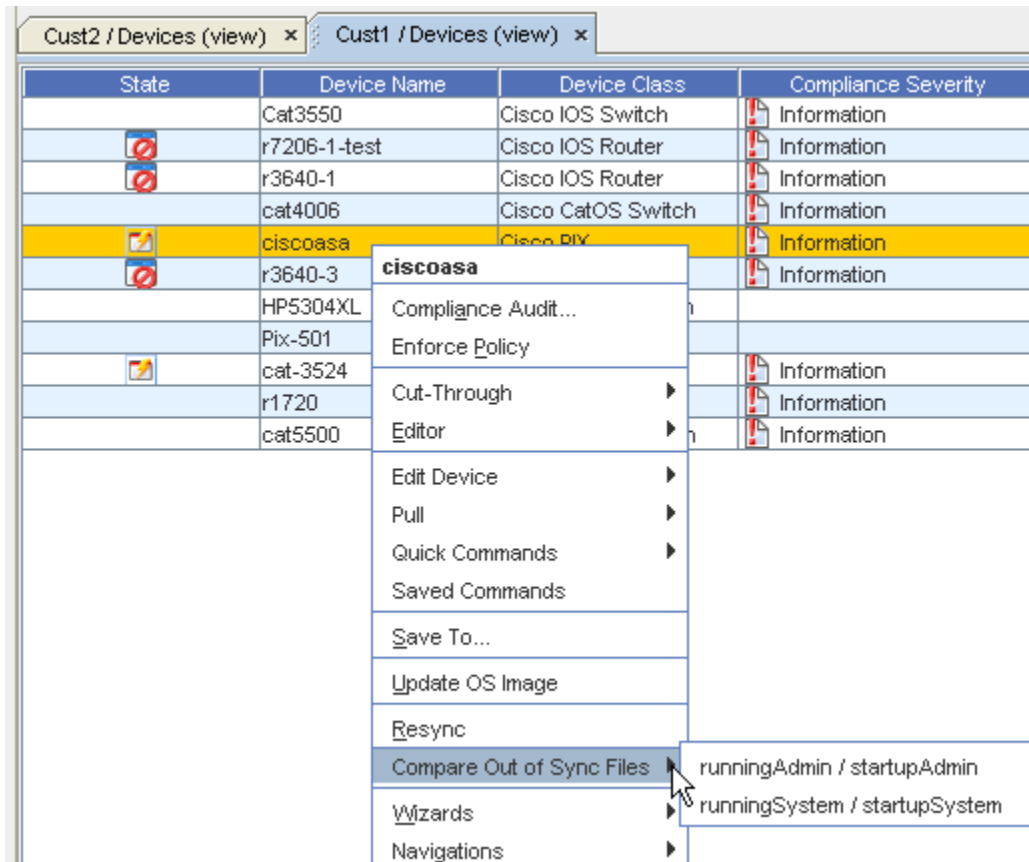 Cust2 / Devices (view) × Cust1 / Devices (view) ×
State Device Name Device Class Compliance Severity
Cat3550 Cisco IOS Switch Information
r7206-1-test Cisco IOS Router Information
r3640-1 Cisco IOS Router Information
cat4006 Cisco CatOS Switch Information
ciscoasa Cisco PIX Information
r3640-3 Information
HP5304XL
Pix-501
cat-3524 Information
r1720 Information
cat5500 Information
ciscoasa
Compliance Audit...
Enforce Policy
Cut-Through
Editor
Edit Device
Pull
Quick Commands
Saved Commands
Save To...
Update OS Image
Resync
Compare Out of Sync Files
runningAdmin / startupAdmin
runningSystem / startupSystem
Wizards
Navigations